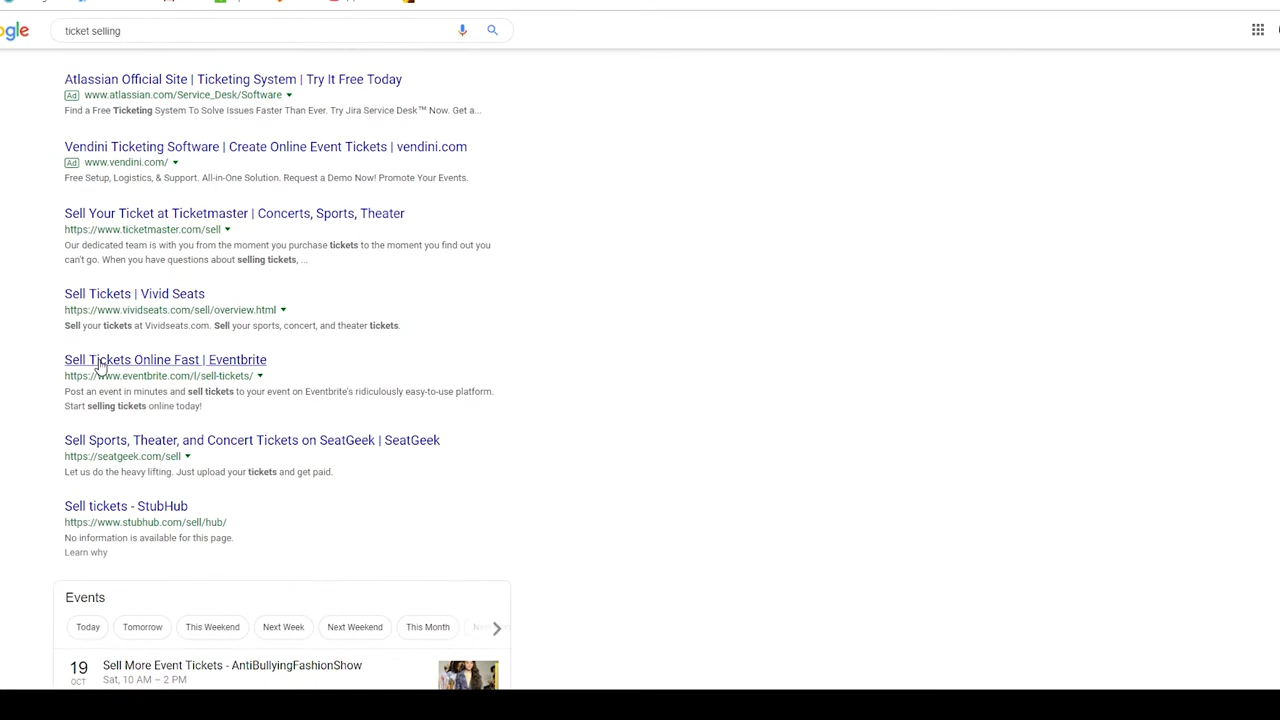 ogle
ticket selling
Atlassian Official Site | Ticketing System | Try It Free Today
Ad www.atlassian.com/Service_Desk/Software
Find a Free Ticketing System To Solve Issues Faster Than Ever. Try Jira Service Desk™ Now. Get a...
Vendini Ticketing Software | Create Online Event Tickets | vendini.com
Ad www.vendini.com/
Free Setup, Logistics, & Support. All-in-One Solution. Request a Demo Now! Promote Your Events.
Sell Your Ticket at Ticketmaster | Concerts, Sports, Theater
https://www.ticketmaster.com/sell
Our dedicated team is with you from the moment you purchase tickets to the moment you find out you
can't go. When you have questions about selling tickets, ...
Sell Tickets | Vivid Seats
https://www.vividseats.com/sell/overview.html
Sell your tickets at Vividseats.com. Sell your sports, concert, and theater tickets.
Sell Tickets Online Fast | Eventbrite
https://www.eventbrite.com/l/sell-tickets/
Post an event in minutes and sell tickets to your event on Eventbrite's ridiculously easy-to-use platform.
Start selling tickets online today!
Sell Sports, Theater, and Concert Tickets on SeatGeek | SeatGeek
https://seatgeek.com/sell
Let us do the heavy lifting. Just upload your tickets and get paid.
Sell tickets - StubHub
https://www.stubhub.com/sell/hub/
No information is available for this page.
Learn why
Events
Today Tomorrow This Weekend Next Week Next Weekend This Month
19 Sell More Event Tickets - AntiBullyingFashionShow
OCT Sat, 10 AM – 2 PM